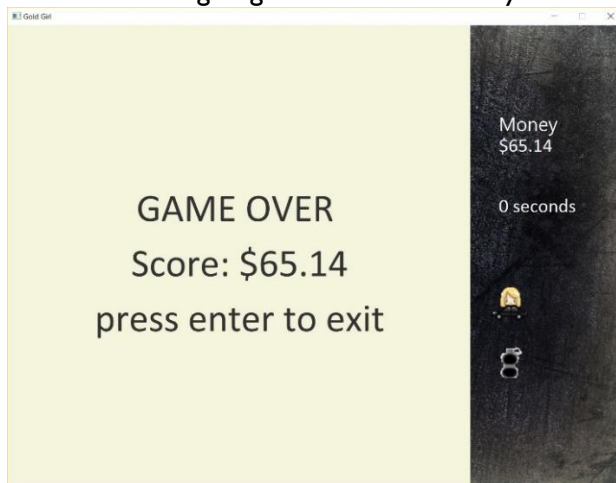 Gold Girl
GAME OVER
Score: $65.14
press enter to exit
Money
$65.14
0 seconds